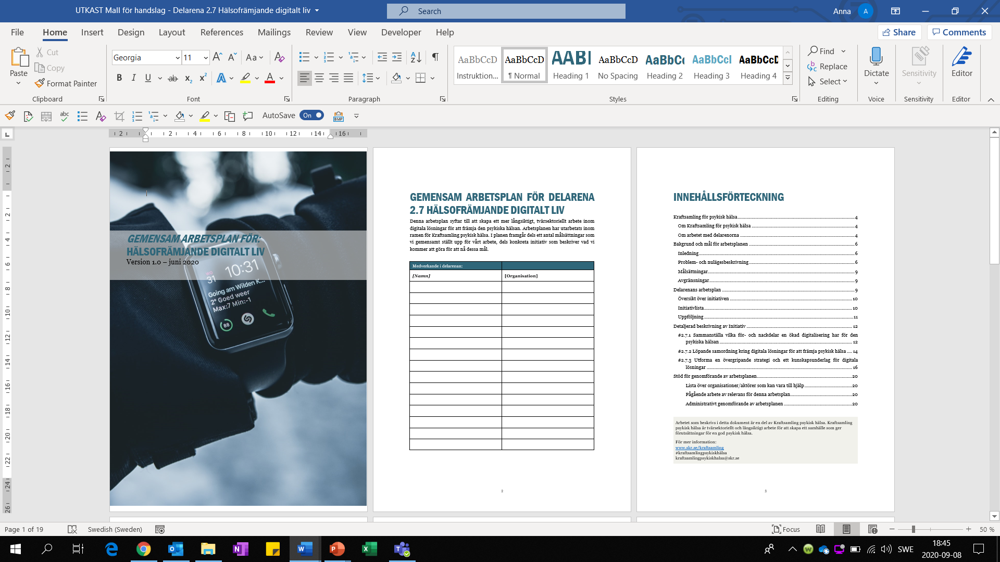 UTKAST Mall för handslag - Delarena 2.7 Hälsofrämjande digitalt liv
Search
Anna
A
File Home Insert Design Layout References Mailings Review View Developer Help
Share
Comments
Paste
Cut
Copy
Format Painter
Clipboard
Georgia
11
Font
Paragraph
AaBbCcD
Instruktion...
AaBbCcD
¶ Normal
AABI
Heading 1
AaBbCcD
No Spacing
AaBbCc
Heading 2
AaBbCcI
Heading 3
AaBbCcD
Heading 4
Styles
Find
Replace
Select
Editing
Dictate
Voice
Sensitivity
Sensitivity
Editor
Editor
AutoSave
On
2 2 4 6 8 10 12 14 16
GEMENSAM ARBETSPLAN FÖR:
HÄLSOFRÄMJANDE DIGITALT LIV
Version 1.0 – juni 2020
wo
31
10:31
Going am Wilden K...
2° Goed weer
Max:7 Min:-1
88
GEMENSAM ARBETSPLAN FÖR DELARENA
2.7 HÄLSOFRÄMJANDE DIGITALT LIV
Denna arbetsplan syftar till att skapa ett mer långsiktigt, tvärsektoriellt arbete inom
digitala lösningar för att främja den psykiska hälsan. Arbetsplanen har utarbetats inom
ramen för Kraftsamling psykisk hälsa. I planen framgår dels ett antal målsättningar som
vi gemensamt ställt upp för vårt arbete, dels konkreta initiativ som beskriver vad vi
kommer att göra för att nå dessa mål.
Medverkande i delarenan:
[Namn] [Organisation]
2
INNEHÅLLSFÖRTECKNING
Kraftsamling för psykisk hälsa 4
Om Kraftsamling för psykisk hälsa 4
Om arbetet med delarenorna 4
Bakgrund och mål för arbetsplanen 6
Inledning 6
Problem- och nulägesbeskrivning 6
Målsättningar 9
Avgränsningar 9
Delarenans arbetsplan 9
Översikt över initiativen 10
Initiativlista 10
Uppföljning 11
Detaljerad beskrivning av Initiativ 12
#2.7.1 Sammanställa vilka för- och nackdelar en ökad digitalisering har för den
psykiska hälsan 12
#2.7.2 Löpande samordning kring digitala lösningar för att främja psykisk hälsa 14
#2.7.3 Utforma en övergripande strategi och ett kunskapsunderlag för digitala
lösningar 16
Stöd för genomförande av arbetsplanen 20
Lista över organisationer/aktörer som kan vara till hjälp 20
Pågående arbete av relevans för denna arbetsplan 20
Administrativt genomförande av arbetsplanen 20
Arbetet som beskrivs i detta dokument är en del av Kraftsamling psykisk hälsa. Kraftsamling
psykisk hälsa är tvärsektoriellt och långsiktigt arbete för att skapa ett samhälle som ger
förutsättningar för en god psykisk hälsa.
För mer information:
www.skr.se/kraftsamling
#kraftsamlingpsykiskhälsa
kraftsamlingpsykiskhalsa@skr.se
3
Page 1 of 19
Swedish (Sweden)
Focus
50 %
SWE
18:45
2020-09-08